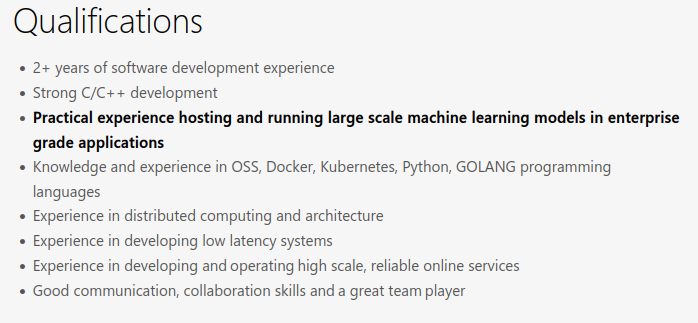 Qualifications
• 2+ years of software development experience
• Strong C/C++ development
• Practical experience hosting and running large scale machine learning models in enterprise
grade applications
• Knowledge and experience in OSS, Docker, Kubernetes, Python, GOLANG programming
languages
• Experience in distributed computing and architecture
• Experience in developing low latency systems
• Experience in developing and operating high scale, reliable online services
• Good communication, collaboration skills and a great team player